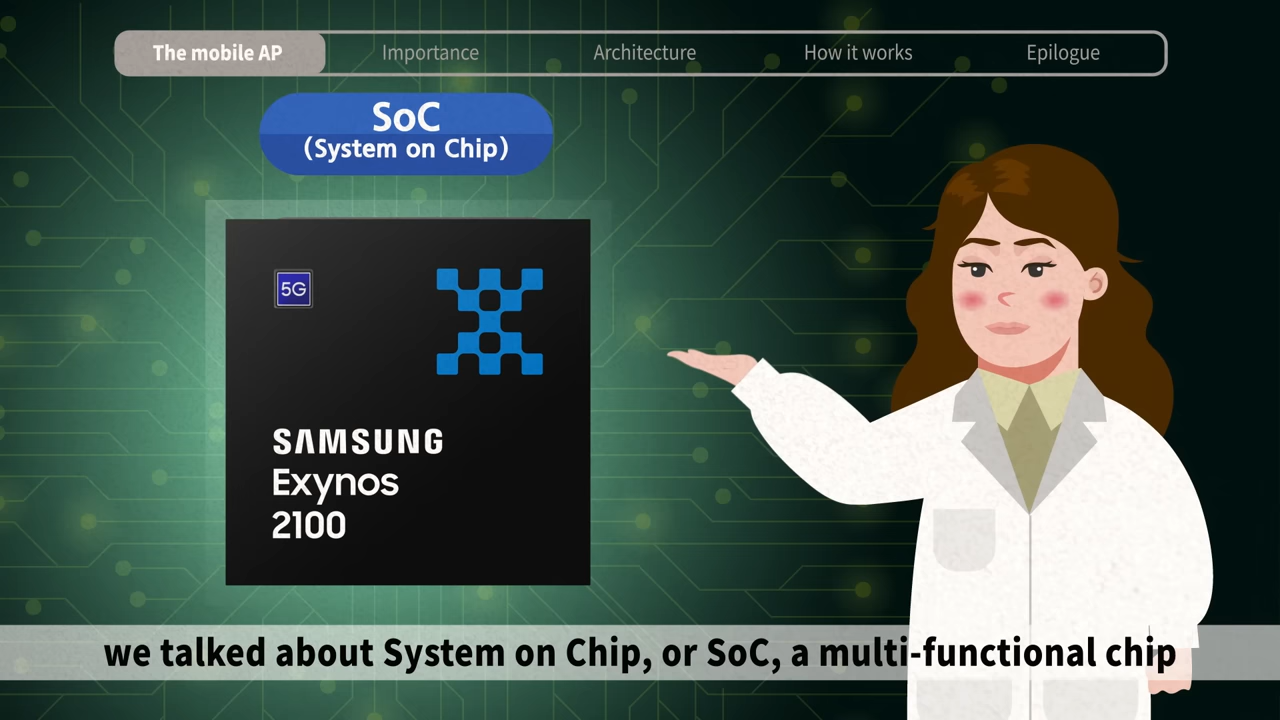 The mobile AP
Importance
Architecture
How it works
Epilogue
SoC
(System on Chip)
5G
SAMSUNG
Exynos
2100
we talked about System on Chip, or SoC, a multi-functional chip